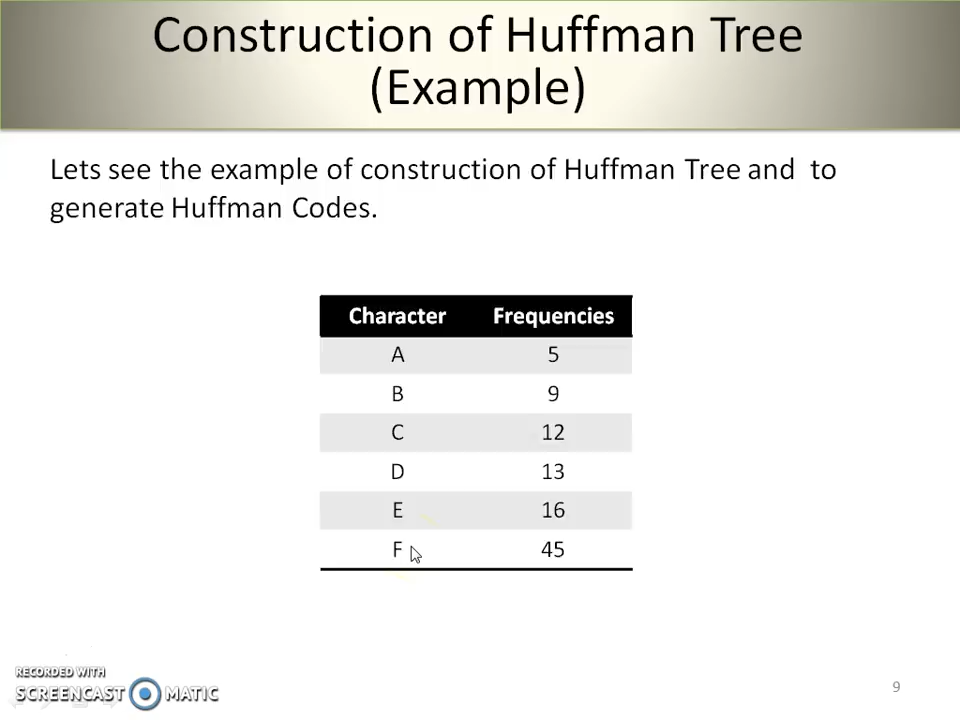 Construction of Huffman Tree
(Example)
Lets see the example of construction of Huffman Tree and to
generate Huffman Codes.
Character Frequencies
A 5
B 9
C 12
D 13
E 16
F 45
RECORDED WITH
SCREENCAST MATIC
9